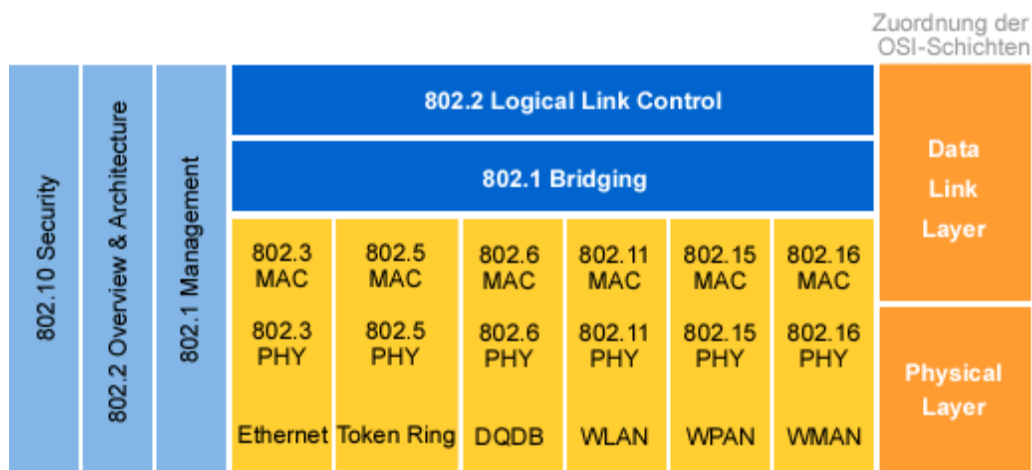 Zuordnung der
OSI-Schichten
802.10 Security
802.2 Overview & Architecture
802.1 Management
802.2 Logical Link Control
802.1 Bridging
802.3 MAC
802.5 MAC
802.6 MAC
802.11 MAC
802.15 MAC
802.16 MAC
802.3 PHY
802.5 PHY
802.6 PHY
802.11 PHY
802.15 PHY
802.16 PHY
Ethernet
Token Ring
DQDB
WLAN
WPAN
WMAN
Data
Link
Layer
Physical
Layer